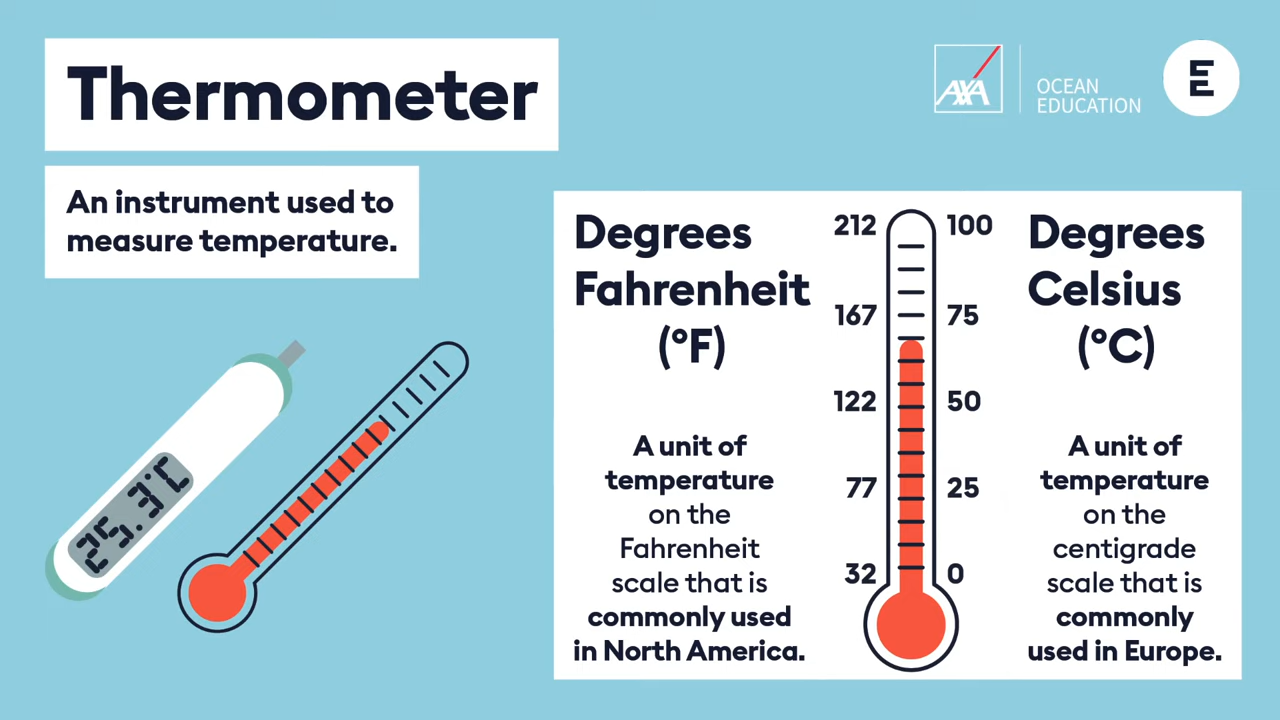 Thermometer
An instrument used to
measure temperature.
AXA
OCEAN
EDUCATION
E
25.3°C
Degrees
Fahrenheit
(°F)
A unit of
temperature
on the
Fahrenheit
scale that is
commonly used
in North America.
212 100
167 75
122 50
77 25
32 0
Degrees
Celsius
(°C)
A unit of
temperature
on the
centigrade
scale that is
commonly
used in Europe.